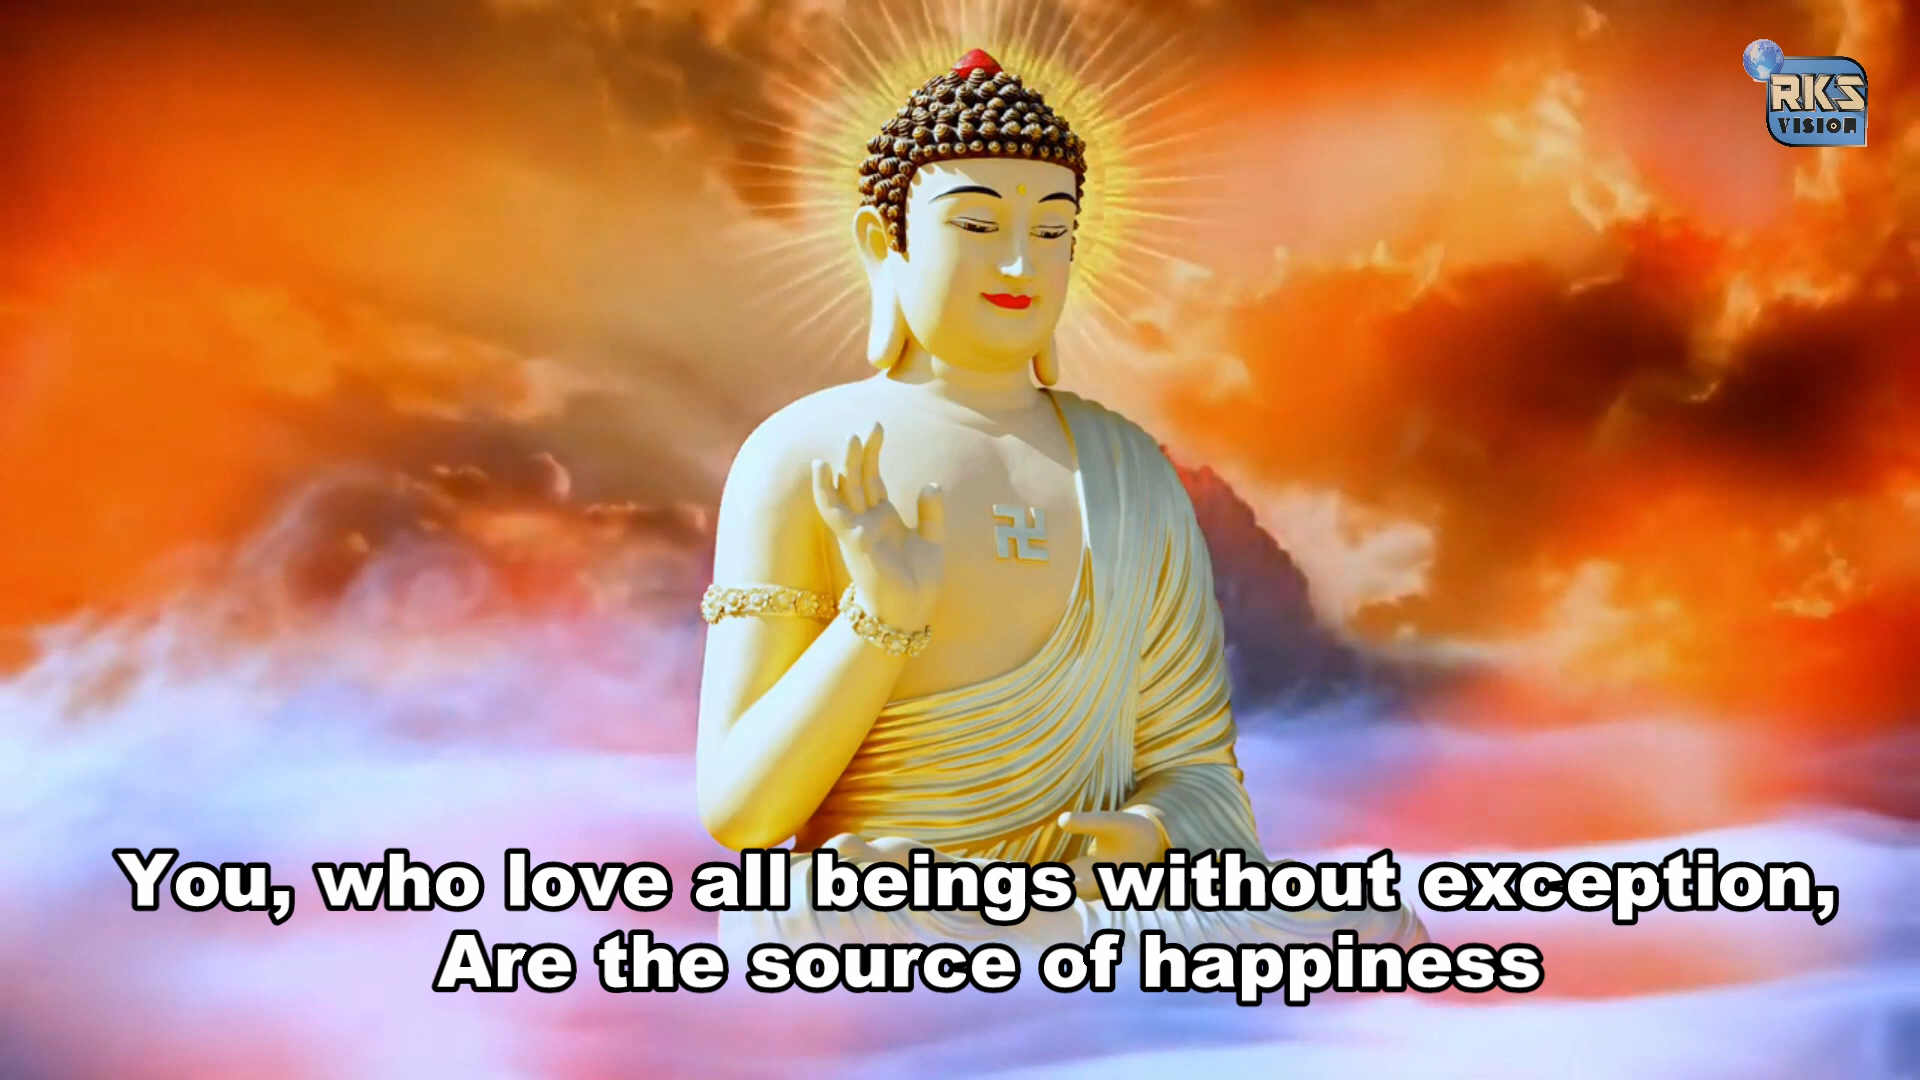 RKS
VISION
You, who love all beings without exception,
Are the source of happiness